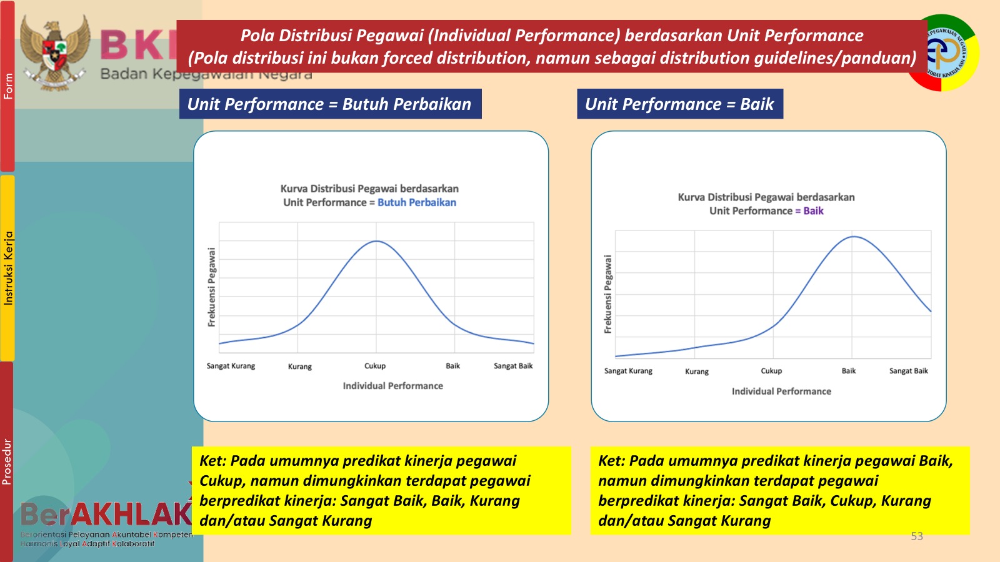 Form
Instruksi Kerja
Prosedur
BKN
Badan Kepegawaian Negara
Pola Distribusi Pegawai (Individual Performance) berdasarkan Unit Performance
(Pola distribusi ini bukan forced distribution, namun sebagai distribution guidelines/panduan)
Unit Performance = Butuh Perbaikan
Kurva Distribusi Pegawai berdasarkan
Unit Performance = Butuh Perbaikan
Frekuensi Pegawai
Sangat Kurang Kurang Cukup Baik Sangat Baik
Individual Performance
Ket: Pada umumnya predikat kinerja pegawai
Cukup, namun dimungkinkan terdapat pegawai
berpredikat kinerja: Sangat Baik, Baik, Kurang
dan/atau Sangat Kurang
Unit Performance = Baik
Kurva Distribusi Pegawai berdasarkan
Unit Performance = Baik
Frekuensi Pegawai
Sangat Kurang Kurang Cukup Baik Sangat Baik
Individual Performance
Ket: Pada umumnya predikat kinerja pegawai Baik,
namun dimungkinkan terdapat pegawai
berpredikat kinerja: Sangat Baik, Cukup, Kurang
dan/atau Sangat Kurang
BerAKHLAK
Berorientasi Pelayanan Akuntabel Kompeten
Harmonis Loyal Adaptif Kolaboratif
53